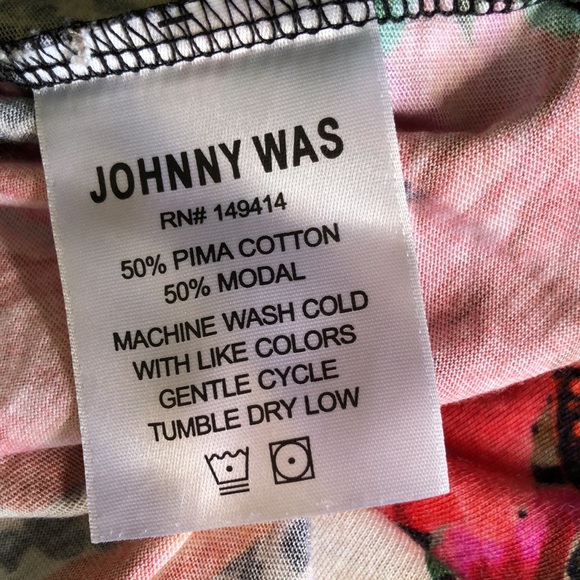 JOHNNY WAS
RN# 149414
50% PIMA COTTON
50% MODAL
MACHINE WASH COLD
WITH LIKE COLORS
GENTLE CYCLE
TUMBLE DRY LOW